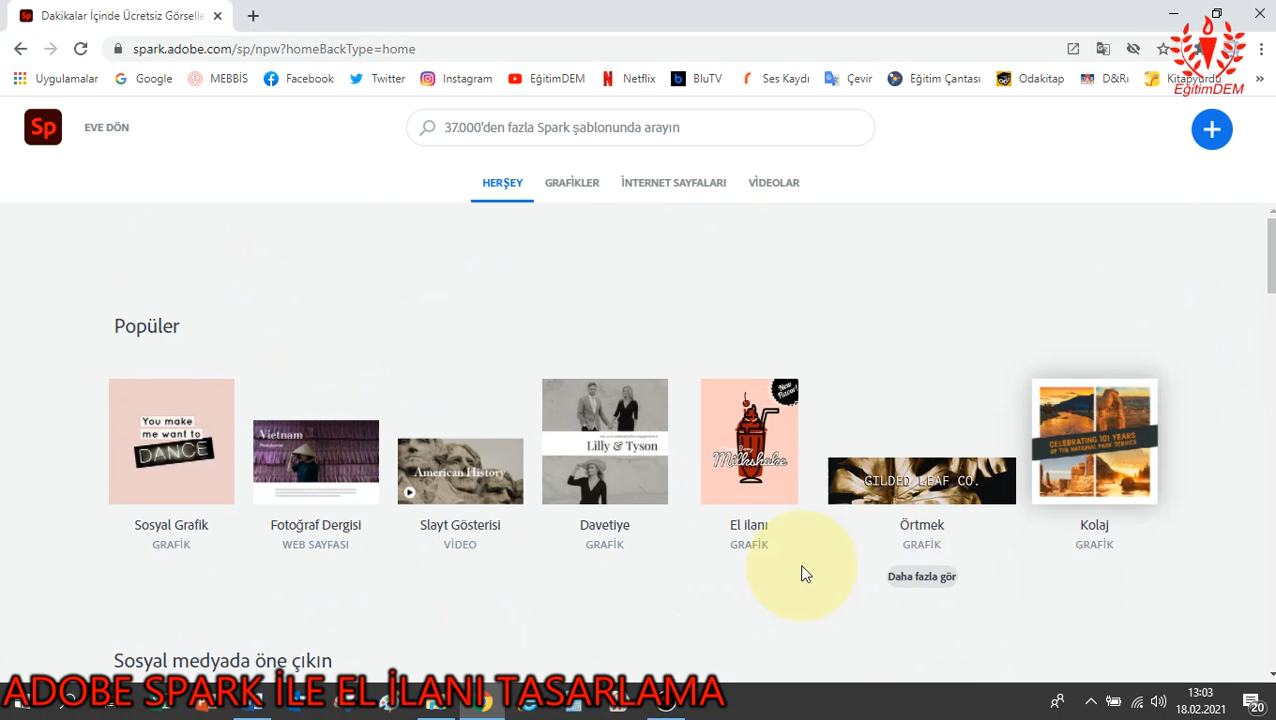 Dakikalar İçinde Ücretsiz Görselle
spark.adobe.com/sp/npw?homeBackType=home
Uygulamalar Google MEBBİS Facebook Twitter Instagram EğitimDEM Netflix BluTV Ses Kaydı Çevir Eğitim Çantası Odakitap D&Rı Kitapyurdu
EğitimDEM
Sp EVE DÖN 37.000'den fazla Spark şablonunda arayın
HERŞEY GRAFİKLER İNTERNET SAYFALARI VİDEOLAR
Popüler
You make
me want to
DANCE
Vietnam
American History
Lilly & Tyson
New
Flavor!
Milkshake
GILDED LEAF CO.
CELEBRATING 101 YEARS
OF THE NATIONAL PARK SERVICE
Sosyal Grafik Fotoğraf Dergisi Slayt Gösterisi Davetiye El ilanı Örtmek Kolaj
GRAFİK WEB SAYFASI VİDEO GRAFİK GRAFİK GRAFİK GRAFİK
Daha fazla gör
Sosyal medyada öne çıkın
ADOBE SPARK İLE EL İLANI TASARLAMA
13:03
18.02.2021
20